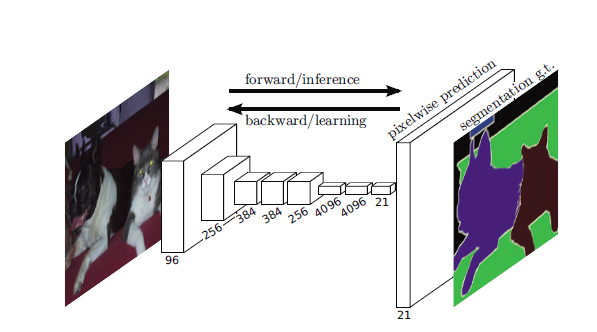 forward/inference
backward/learning
pixelwise prediction
segmentation g.t.
96
256
384
384
256
4096
4096
21
21